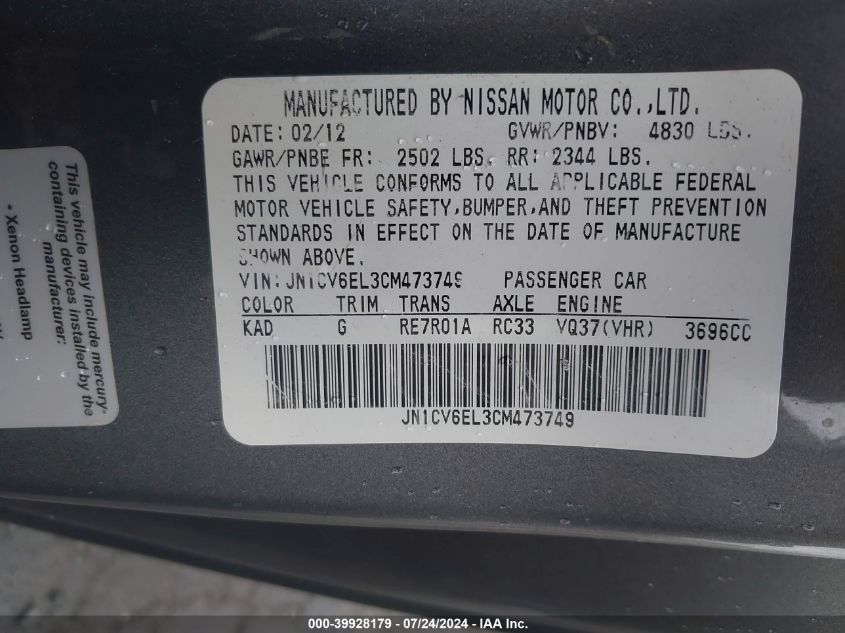 MANUFACTURED BY NISSAN MOTOR CO.,LTD.
DATE: 02/12 GVWR/PNBV: 4830 LBS.
GAWR/PNBE FR: 2502 LBS. RR: 2344 LBS.
THIS VEHICLE CONFORMS TO ALL APPLICABLE FEDERAL
MOTOR VEHICLE SAFETY,BUMPER,AND THEFT PREVENTION
STANDARDS IN EFFECT ON THE DATE OF MANUFACTURE
SHOWN ABOVE.
VIN: JN1CV6EL3CM473749 PASSENGER CAR
COLOR TRIM TRANS AXLE ENGINE
KAD G RE7R01A RC33 VQ37(VHR) 3696CC
JN1CV6EL3CM473749
This vehicle may include mercury-
containing devices installed by the
manufacturer:
• Xenon Headlamp
000-39928179 / 07/24/2024 - IAAI.COM